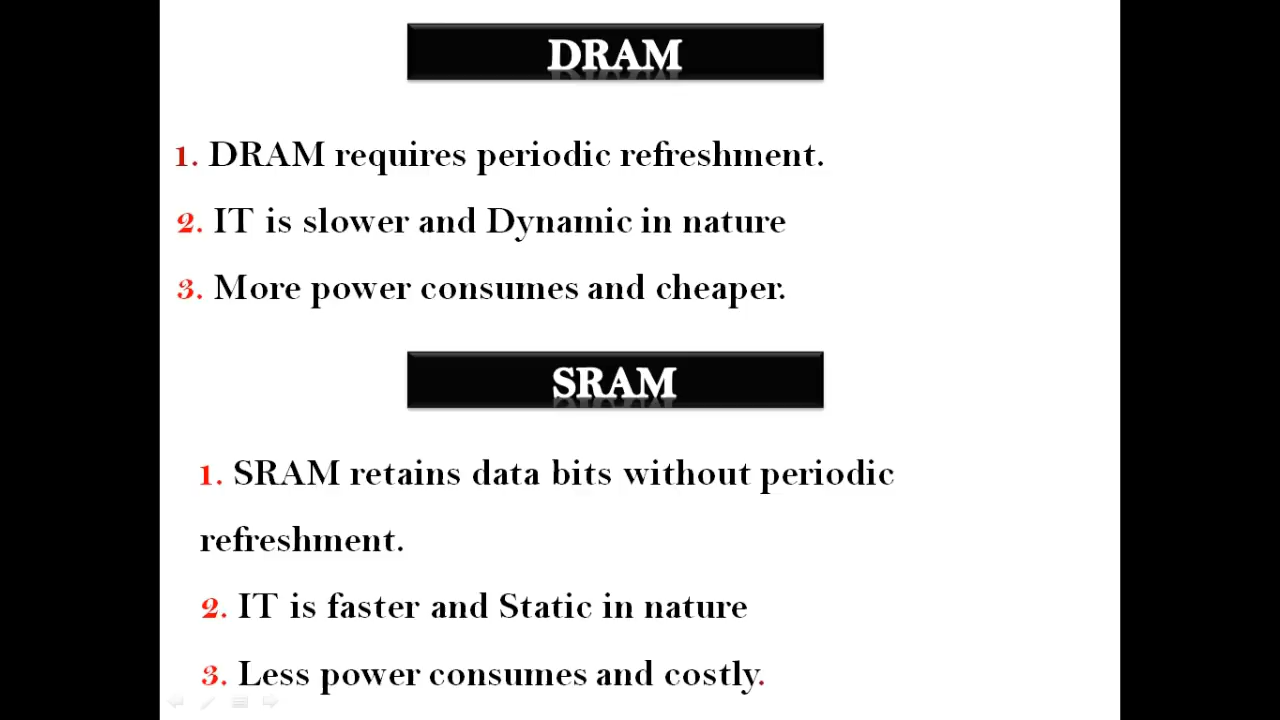 DRAM
1. DRAM requires periodic refreshment.
2. IT is slower and Dynamic in nature
3. More power consumes and cheaper.
SRAM
1. SRAM retains data bits without periodic
refreshment.
2. IT is faster and Static in nature
3. Less power consumes and costly.